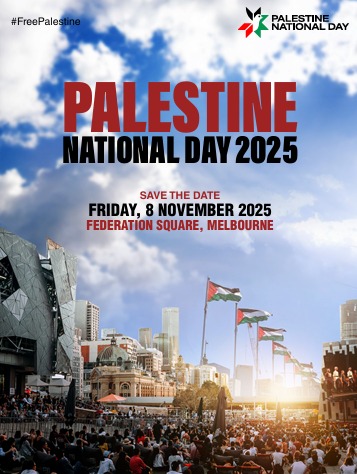 #FreePalestine
PALESTINE
NATIONAL DAY
PALESTINE
NATIONAL DAY 2025
SAVE THE DATE
FRIDAY, 8 NOVEMBER 2025
FEDERATION SQUARE, MELBOURNE